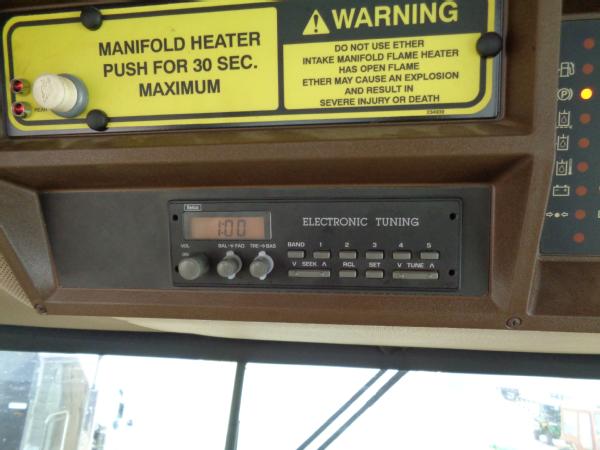 MANIFOLD HEATER
PUSH FOR 30 SEC.
MAXIMUM
PEAK
WARNING
DO NOT USE ETHER
INTAKE MANIFOLD FLAME HEATER
HAS OPEN FLAME
ETHER MAY CAUSE AN EXPLOSION
AND RESULT IN
SEVERE INJURY OR DEATH
1:00
ELECTRONIC TUNING
VOL BAL→FAD TRE→BAS
BAND 1 2 3 4 5
V SEEK Λ RCL SET V TUNE Λ
P